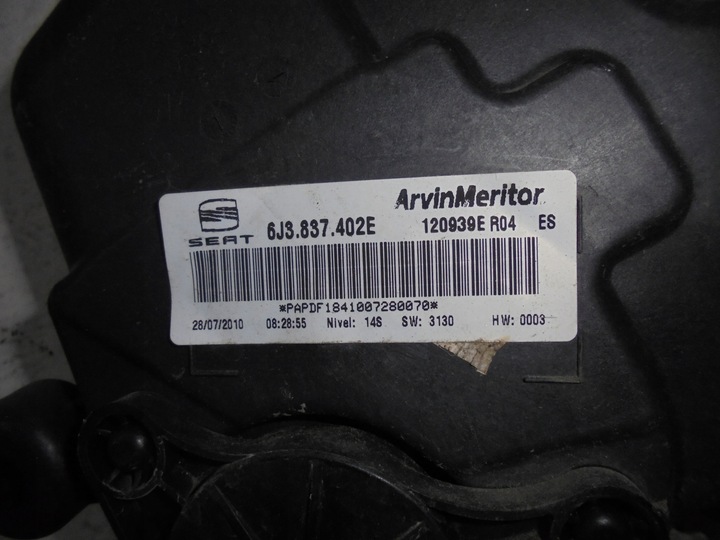 ArvinMeritor
SEAT 6J3.837.402E 120939E R04 ES
*PAPDF1841007280070*
28/07/2010 08:28:55 Nivel: 14S SW: 3130 HW: 0003